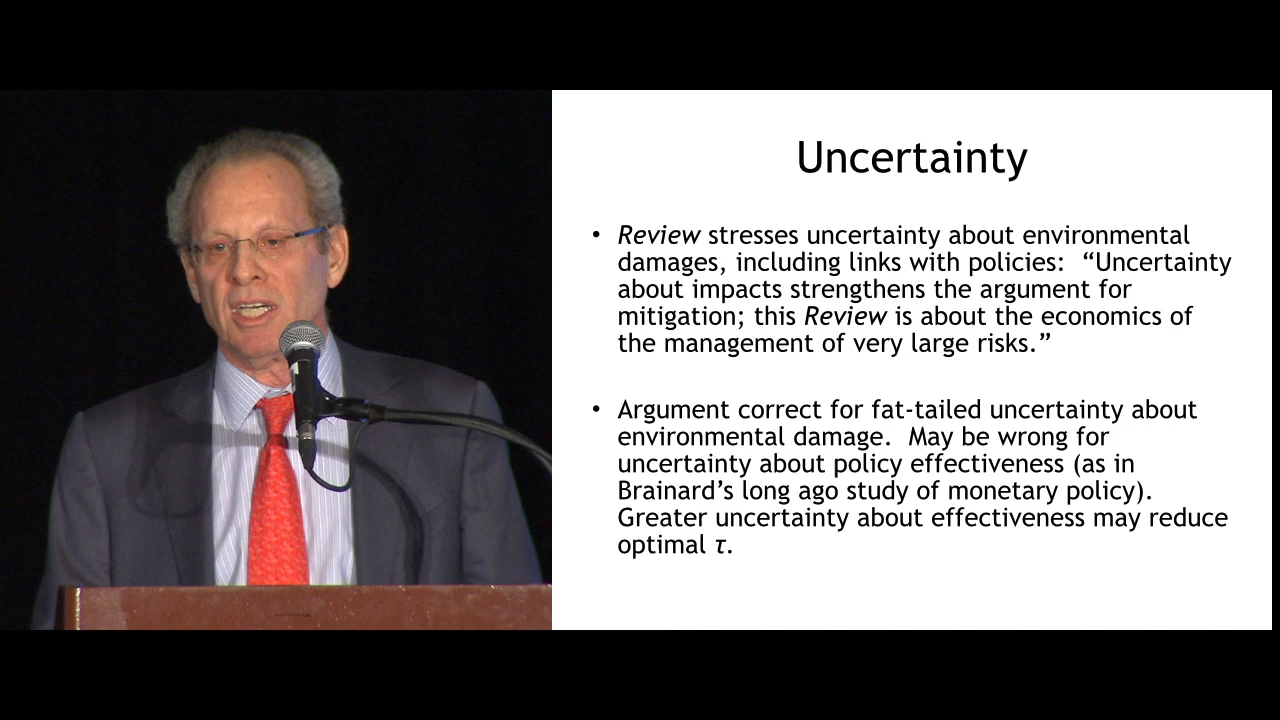 Uncertainty
• Review stresses uncertainty about environmental
damages, including links with policies:  “Uncertainty
about impacts strengthens the argument for
mitigation; this Review is about the economics of
the management of very large risks.”
• Argument correct for fat-tailed uncertainty about
environmental damage.  May be wrong for
uncertainty about policy effectiveness (as in
Brainard’s long ago study of monetary policy).
Greater uncertainty about effectiveness may reduce
optimal τ.